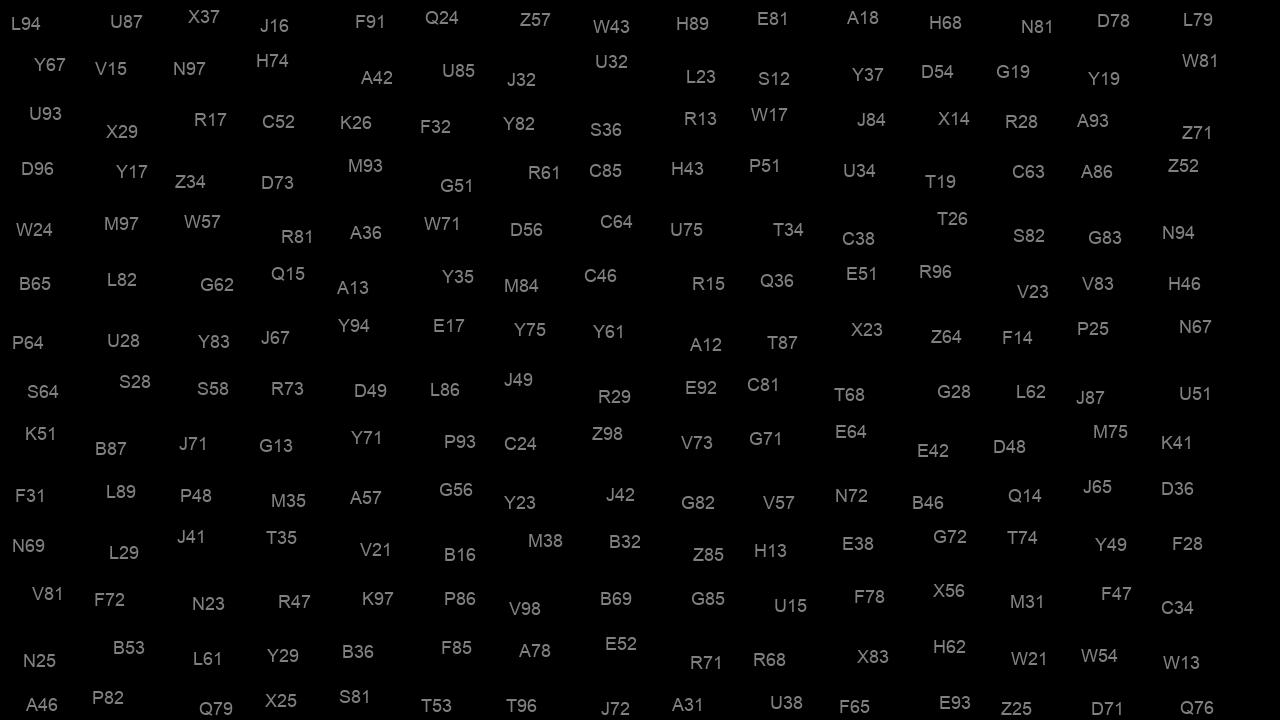 L94 U87 X37 J16 F91 Q24 Z57 W43 H89 E81 A18 H68 N81 D78 L79
Y67 V15 N97 H74 A42 U85 J32 U32 L23 S12 Y37 D54 G19 Y19 W81
U93 X29 R17 C52 K26 F32 Y82 S36 R13 W17 J84 X14 R28 A93 Z71
D96 Y17 Z34 D73 M93 G51 R61 C85 H43 P51 U34 T19 C63 A86 Z52
W24 M97 W57 R81 A36 W71 D56 C64 U75 T34 C38 T26 S82 G83 N94
B65 L82 G62 Q15 A13 Y35 M84 C46 R15 Q36 E51 R96 V23 V83 H46
P64 U28 Y83 J67 Y94 E17 Y75 Y61 A12 T87 X23 Z64 F14 P25 N67
S64 S28 S58 R73 D49 L86 J49 R29 E92 C81 T68 G28 L62 J87 U51
K51 B87 J71 G13 Y71 P93 C24 Z98 V73 G71 E64 E42 D48 M75 K41
F31 L89 P48 M35 A57 G56 Y23 J42 G82 V57 N72 B46 Q14 J65 D36
N69 L29 J41 T35 V21 B16 M38 B32 Z85 H13 E38 G72 T74 Y49 F28
V81 F72 N23 R47 K97 P86 V98 B69 G85 U15 F78 X56 M31 F47 C34
N25 B53 L61 Y29 B36 F85 A78 E52 R71 R68 X83 H62 W21 W54 W13
A46 P82 Q79 X25 S81 T53 T96 J72 A31 U38 F65 E93 Z25 D71 Q76